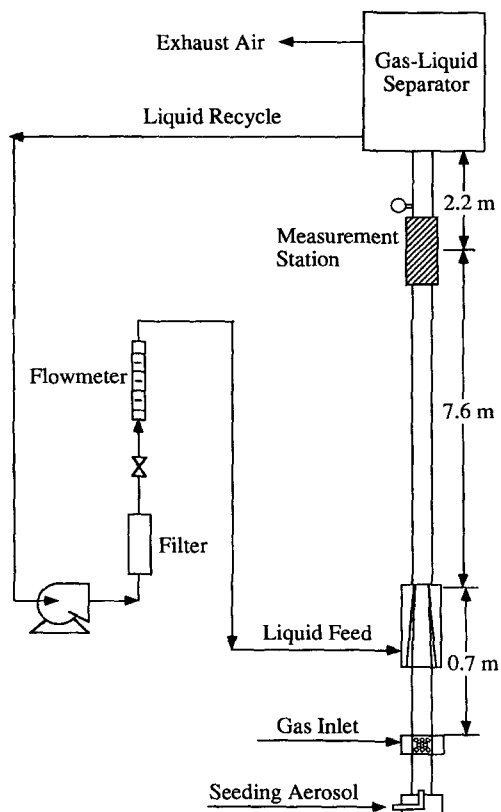 Exhaust Air
Gas-Liquid
Separator
Liquid Recycle
2.2 m
Measurement
Station
Flowmeter
7.6 m
Filter
Liquid Feed
0.7 m
Gas Inlet
Seeding Aerosol